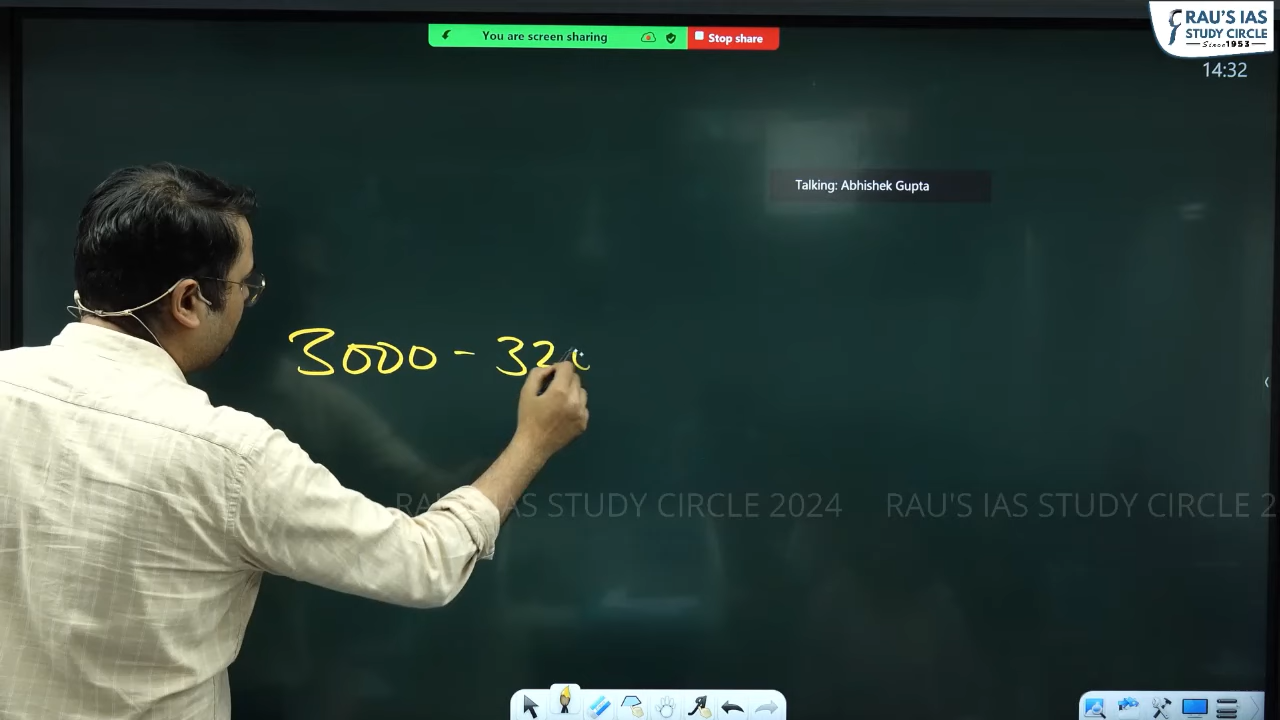 You are screen sharing Stop share
RAU'S IAS
STUDY CIRCLE
Since 1953
14:32
Talking: Abhishek Gupta
3000 - 32
RAU'S IAS STUDY CIRCLE 2024 RAU'S IAS STUDY CIRCLE 2